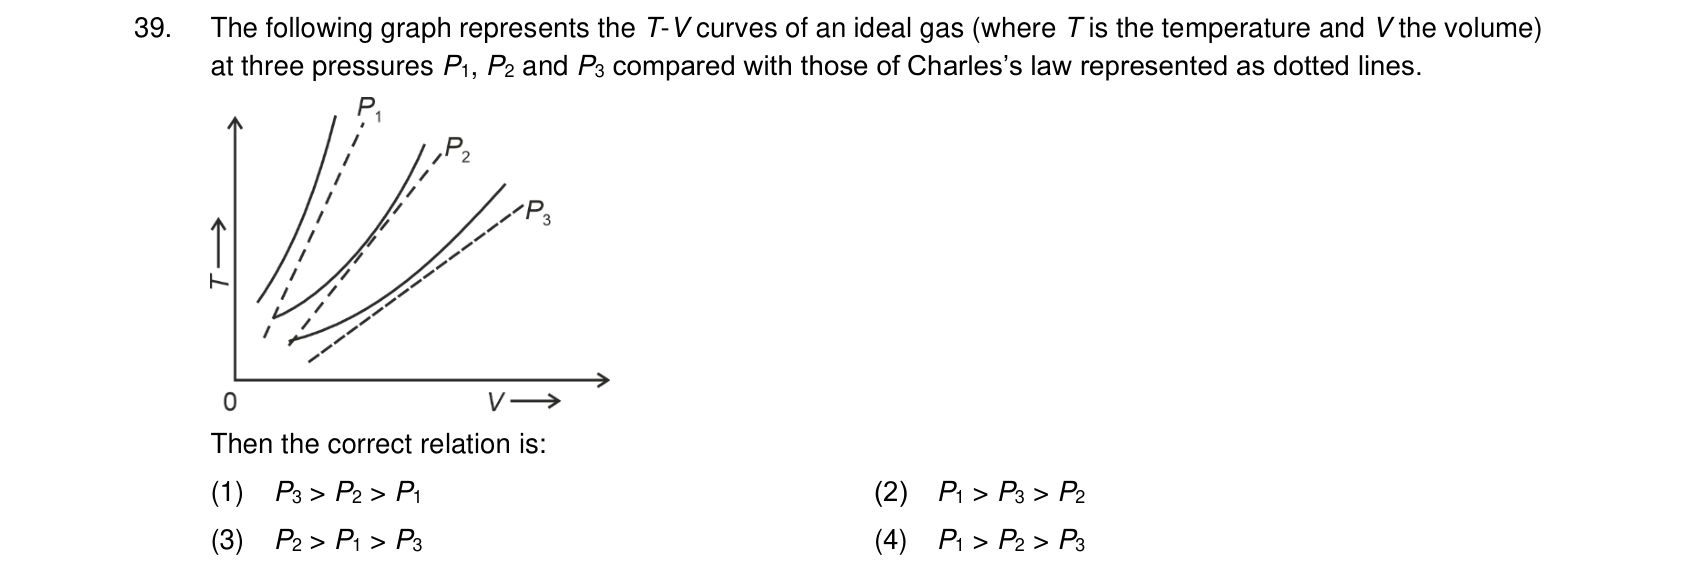 39. The following graph represents the T-V curves of an ideal gas (where T is the temperature and V the volume)
at three pressures P₁, P₂ and P₃ compared with those of Charles’s law represented as dotted lines.
P₁
P₂
P₃
T
0
V
Then the correct relation is:
(1) P₃ > P₂ > P₁ (2) P₁ > P₃ > P₂
(3) P₂ > P₁ > P₃ (4) P₁ > P₂ > P₃